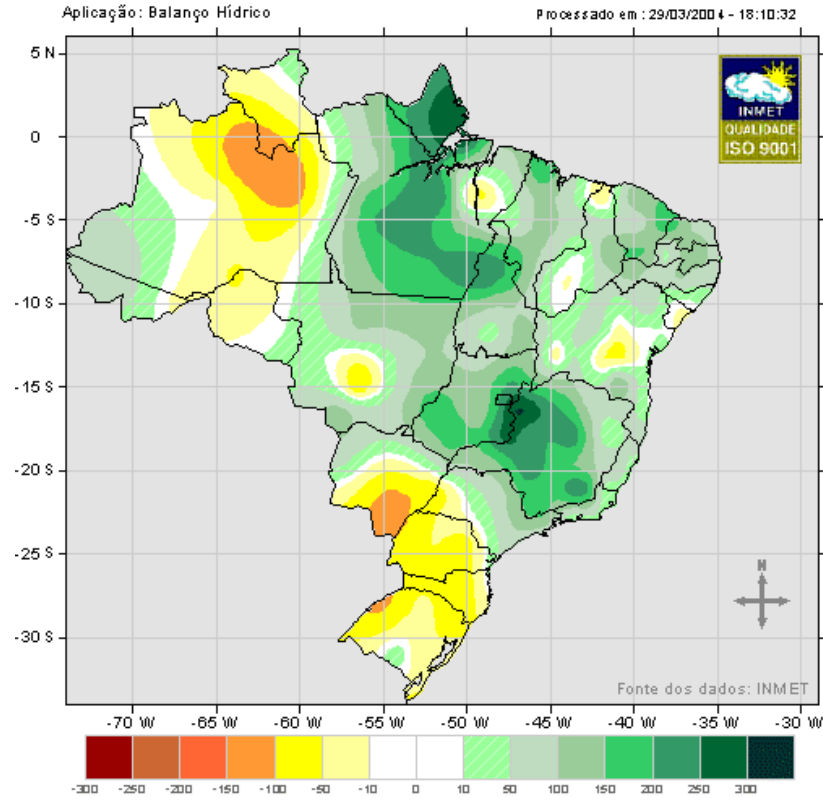 Aplicação: Balanço Hídrico
Processado em : 29/03/2004 - 18:10:32
5 N
0
-5 S
-10 S
-15 S
-20 S
-25 S
-30 S
INMET
QUALIDADE
ISO 9001
N
Fonte dos dados: INMET
-70 W -65 W -60 W -55 W -50 W -45 W -40 W -35 W -30 W
-300 -250 -200 -150 -100 -50 -10 0 10 50 100 150 200 250 300